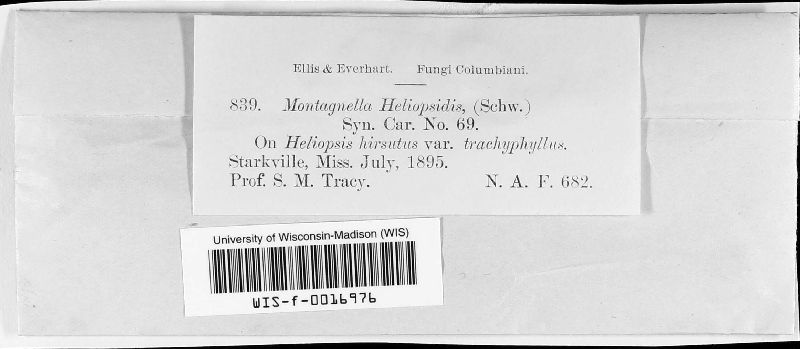 Ellis & Everhart. Fungi Columbiani.
839. Montagnella Heliopsidis, (Schw.)
Syn. Car. No. 69.
On Heliopsis hirsutus var. trachyphyllus.
Starkville, Miss. July, 1895.
Prof. S. M. Tracy. N. A. F. 682.
University of Wisconsin-Madison (WIS)
WIS-f-0016976